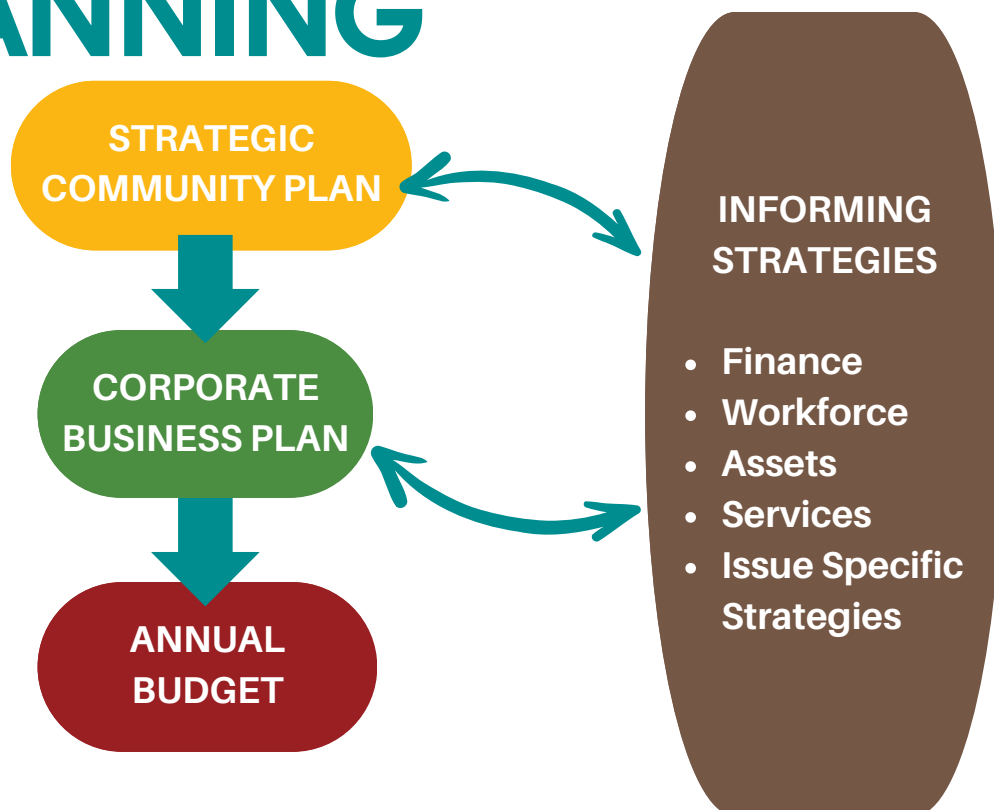 ANNING
STRATEGIC
COMMUNITY PLAN
CORPORATE
BUSINESS PLAN
ANNUAL
BUDGET
INFORMING
STRATEGIES
• Finance
• Workforce
• Assets
• Services
• Issue Specific
Strategies